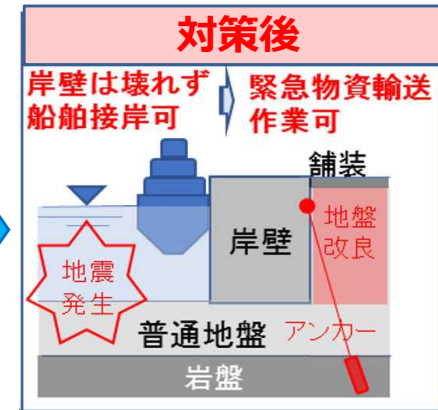 対策後
岸壁は壊れず
船舶接岸可
緊急物資輸送
作業可
舗装
地盤
改良
岸壁
地震
発生
普通地盤
アンカー
岩盤